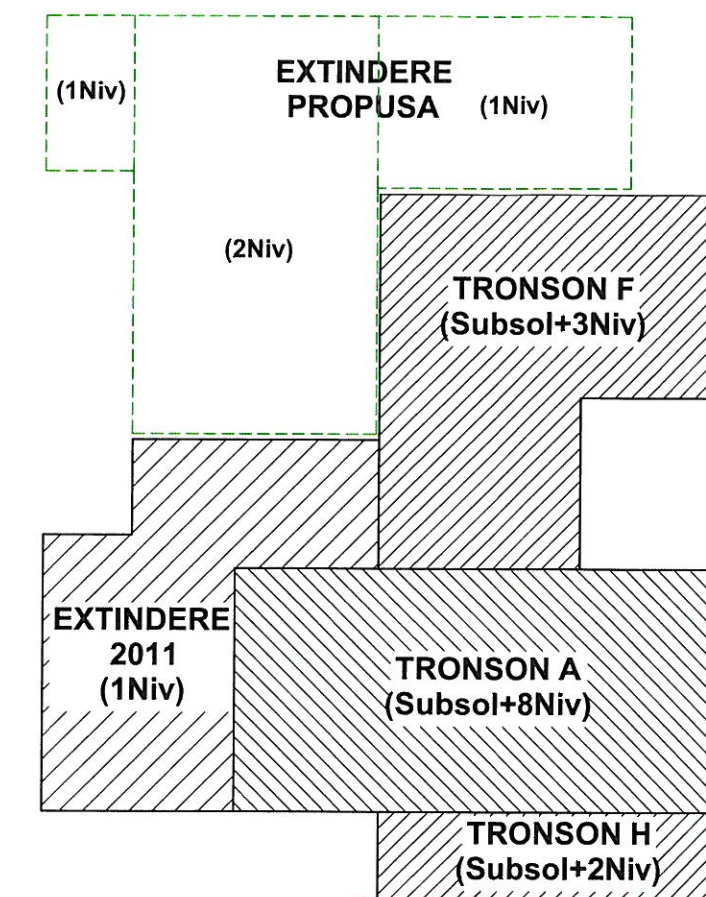 (1Niv)
EXTINDERE
PROPUSA
(1Niv)
(2Niv)
TRONSON F
(Subsol+3Niv)
EXTINDERE
2011
(1Niv)
TRONSON A
(Subsol+8Niv)
TRONSON H
(Subsol+2Niv)